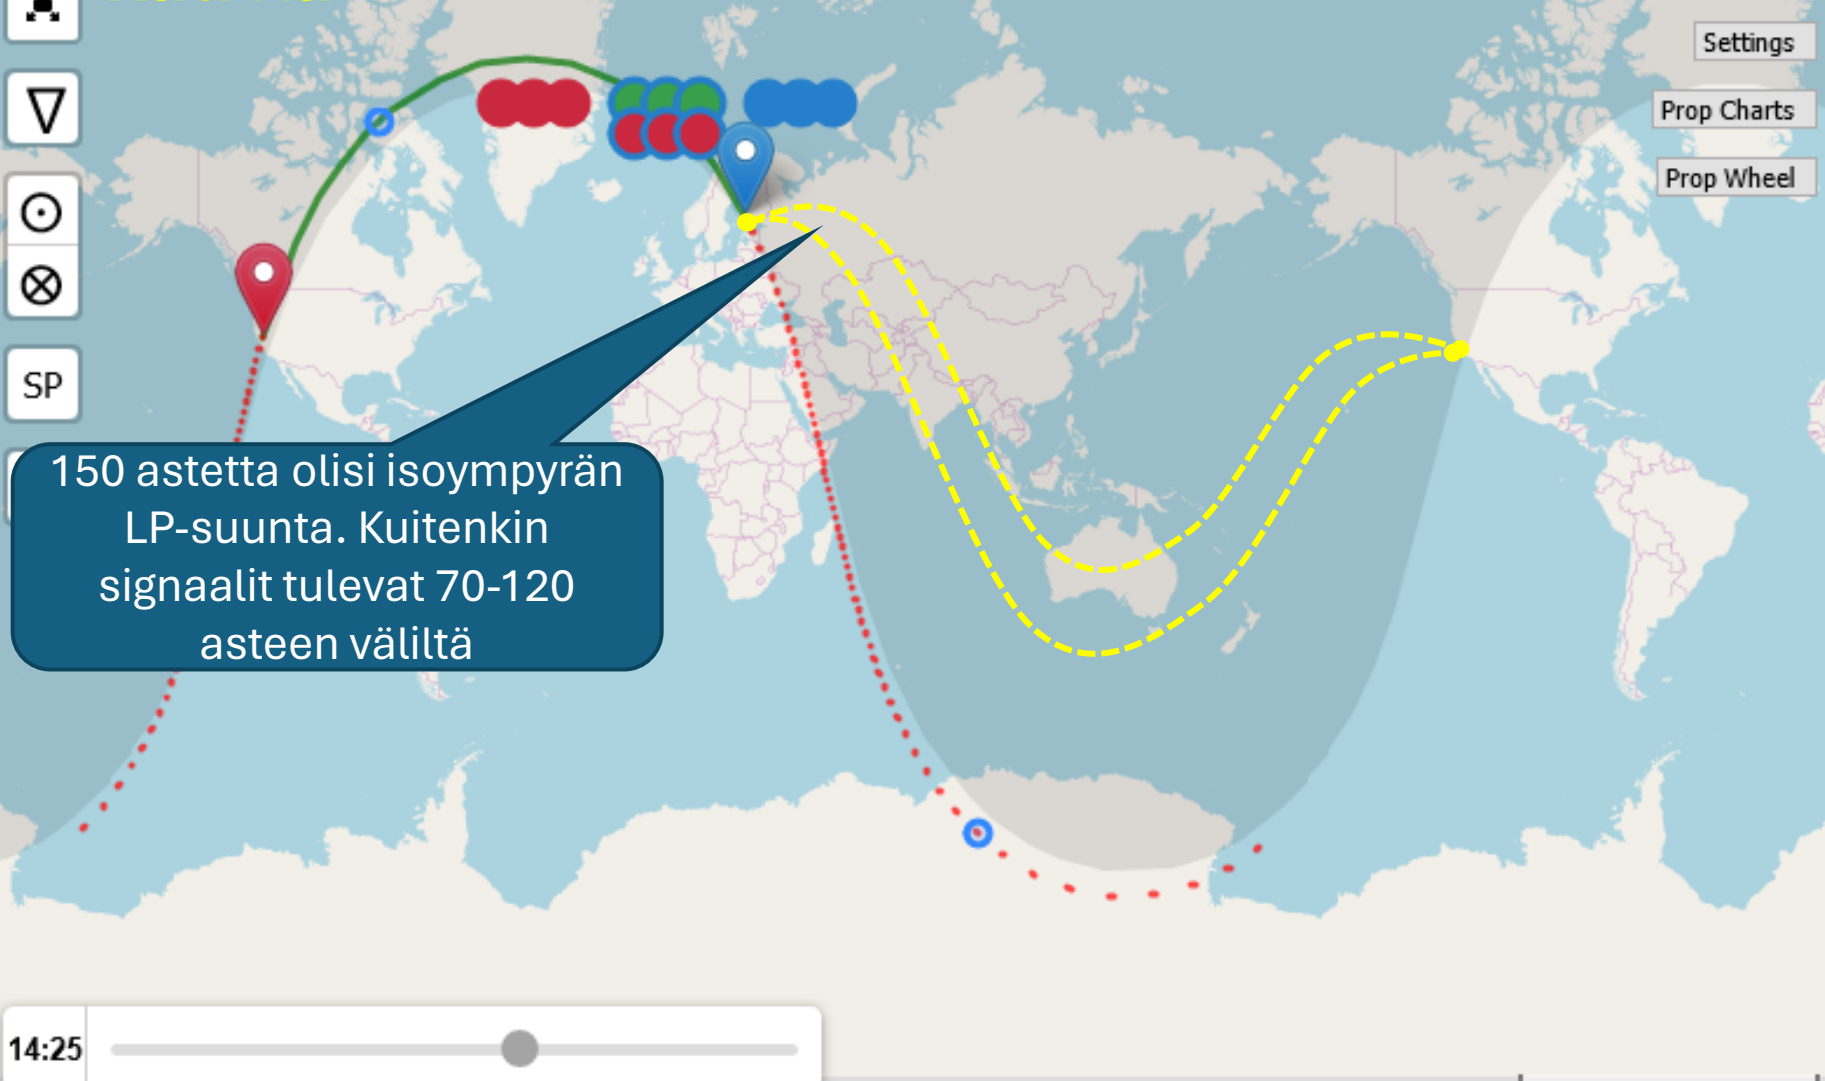 Settings
Prop Charts
Prop Wheel
SP
150 astetta olisi isoympyrän
LP-suunta. Kuitenkin
signaalit tulevat 70-120
asteen väliltä
14:25